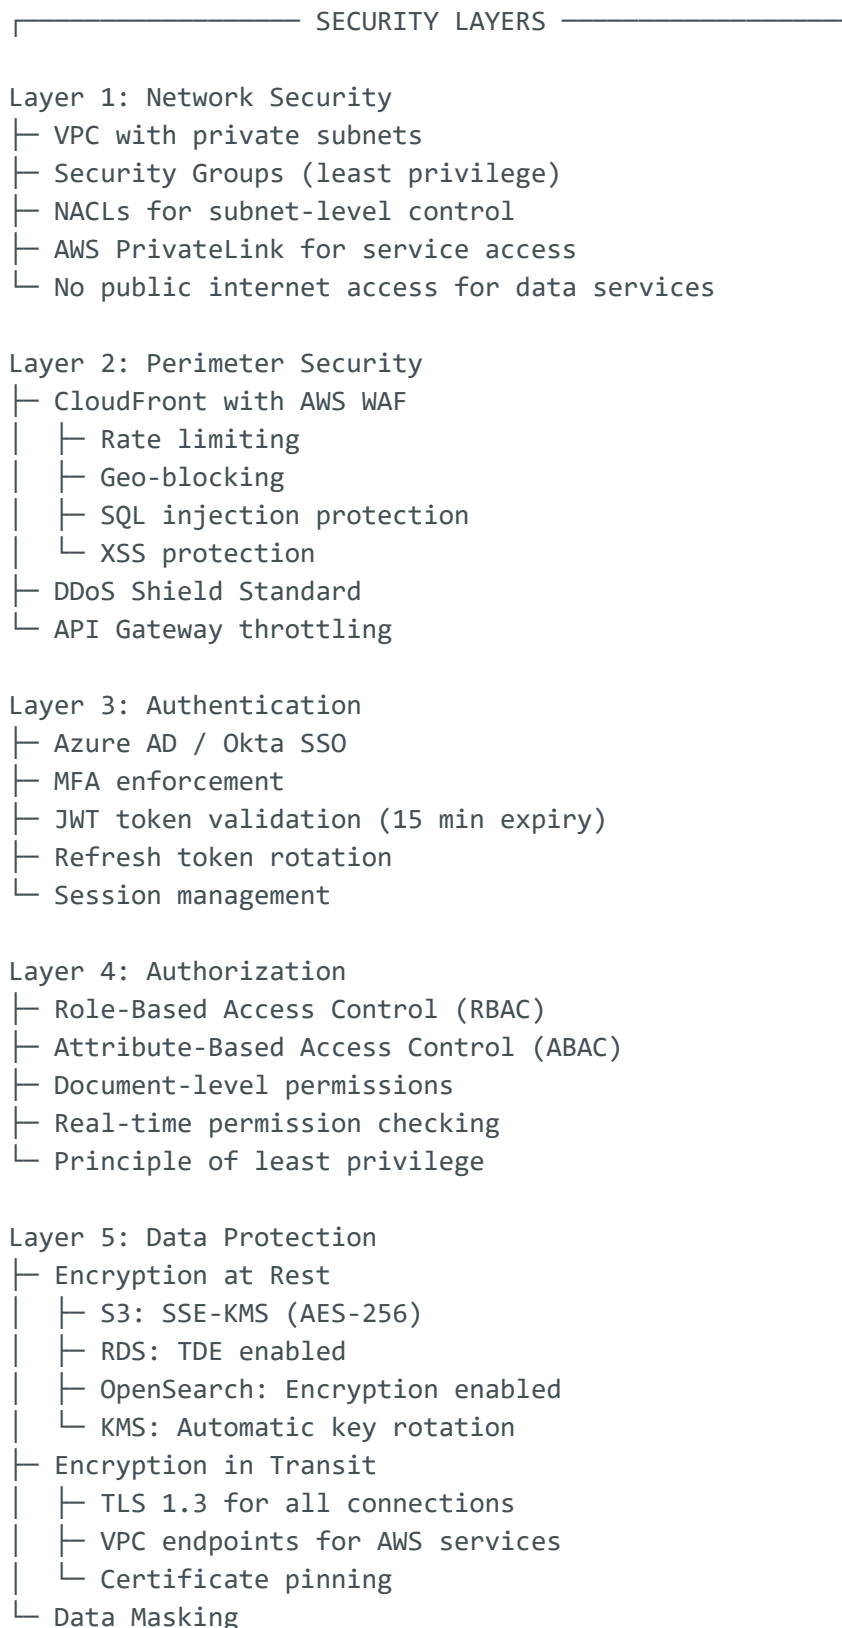 ┌────────────────── SECURITY LAYERS ──────────────────
Layer 1: Network Security
├─ VPC with private subnets
├─ Security Groups (least privilege)
├─ NACLs for subnet-level control
├─ AWS PrivateLink for service access
└─ No public internet access for data services
Layer 2: Perimeter Security
├─ CloudFront with AWS WAF
│  ├─ Rate limiting
│  ├─ Geo-blocking
│  ├─ SQL injection protection
│  └─ XSS protection
├─ DDoS Shield Standard
└─ API Gateway throttling
Layer 3: Authentication
├─ Azure AD / Okta SSO
├─ MFA enforcement
├─ JWT token validation (15 min expiry)
├─ Refresh token rotation
└─ Session management
Layer 4: Authorization
├─ Role-Based Access Control (RBAC)
├─ Attribute-Based Access Control (ABAC)
├─ Document-level permissions
├─ Real-time permission checking
└─ Principle of least privilege
Layer 5: Data Protection
├─ Encryption at Rest
│  ├─ S3: SSE-KMS (AES-256)
│  ├─ RDS: TDE enabled
│  ├─ OpenSearch: Encryption enabled
│  └─ KMS: Automatic key rotation
├─ Encryption in Transit
│  ├─ TLS 1.3 for all connections
│  ├─ VPC endpoints for AWS services
│  └─ Certificate pinning
└─ Data Masking